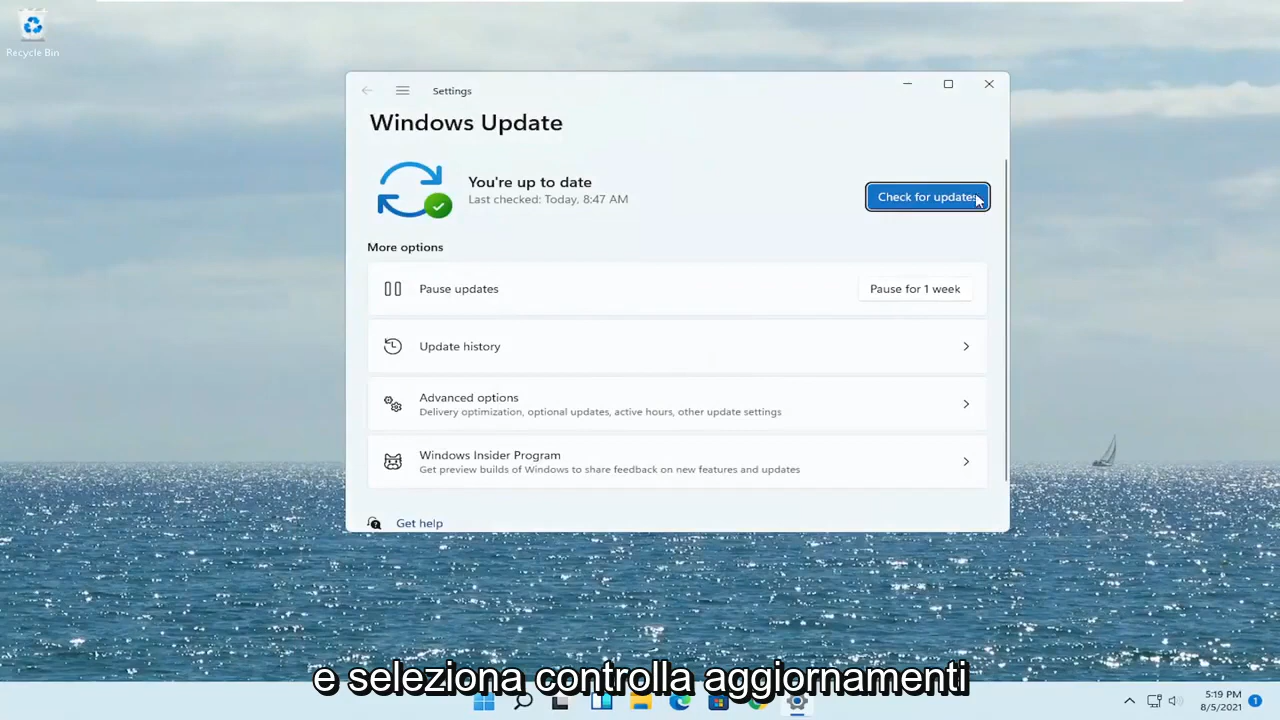 Recycle Bin
Settings
Windows Update
You're up to date
Last checked: Today, 8:47 AM
Check for updates
More options
Pause updates
Pause for 1 week
Update history
Advanced options
Delivery optimization, optional updates, active hours, other update settings
Windows Insider Program
Get preview builds of Windows to share feedback on new features and updates
Get help
e seleziona controlla aggiornamenti
5:19 PM
8/5/2021
1